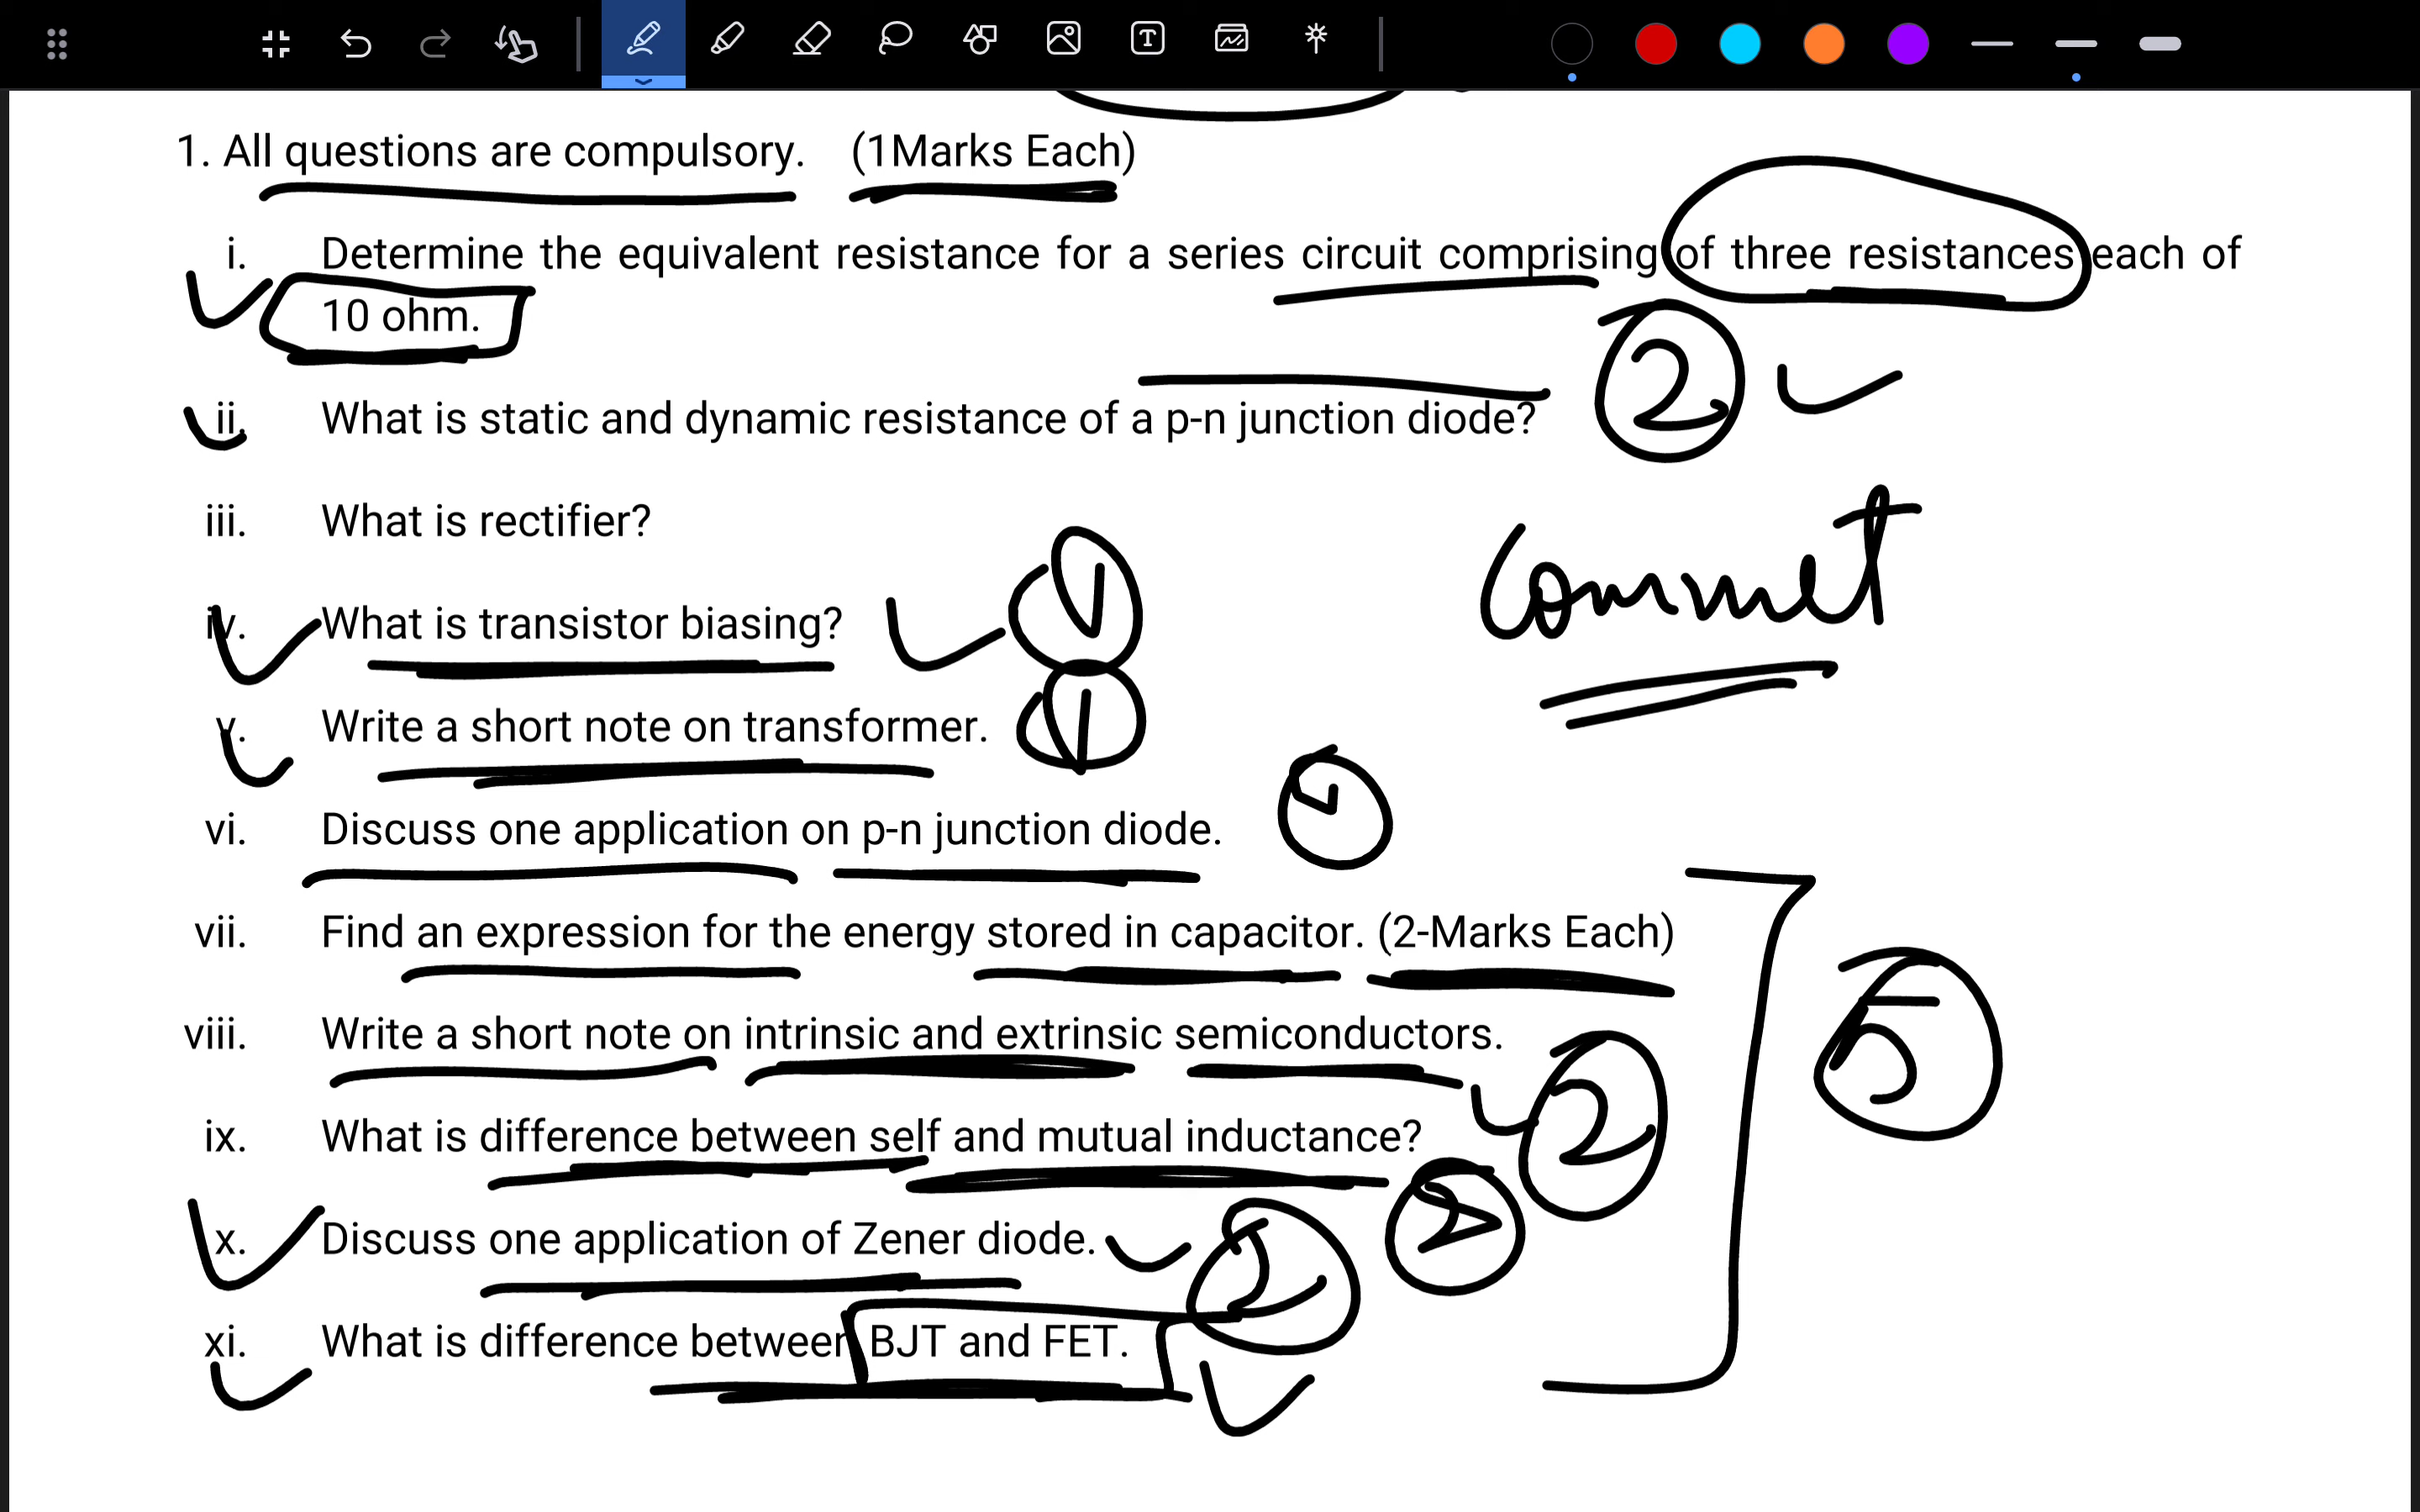 1. All questions are compulsory. (1Marks Each)
i. Determine the equivalent resistance for a series circuit comprising of three resistances each of
10 ohm.
2
ii. What is static and dynamic resistance of a p-n junction diode?
iii. What is rectifier?
Commet
iv. What is transistor biasing? 1
v. Write a short note on transformer. 1
vi. Discuss one application on p-n junction diode.
vii. Find an expression for the energy stored in capacitor. (2-Marks Each)
5
viii. Write a short note on intrinsic and extrinsic semiconductors.
2
ix. What is difference between self and mutual inductance?
2
x. Discuss one application of Zener diode. 2
xi. What is difference between BJT and FET.